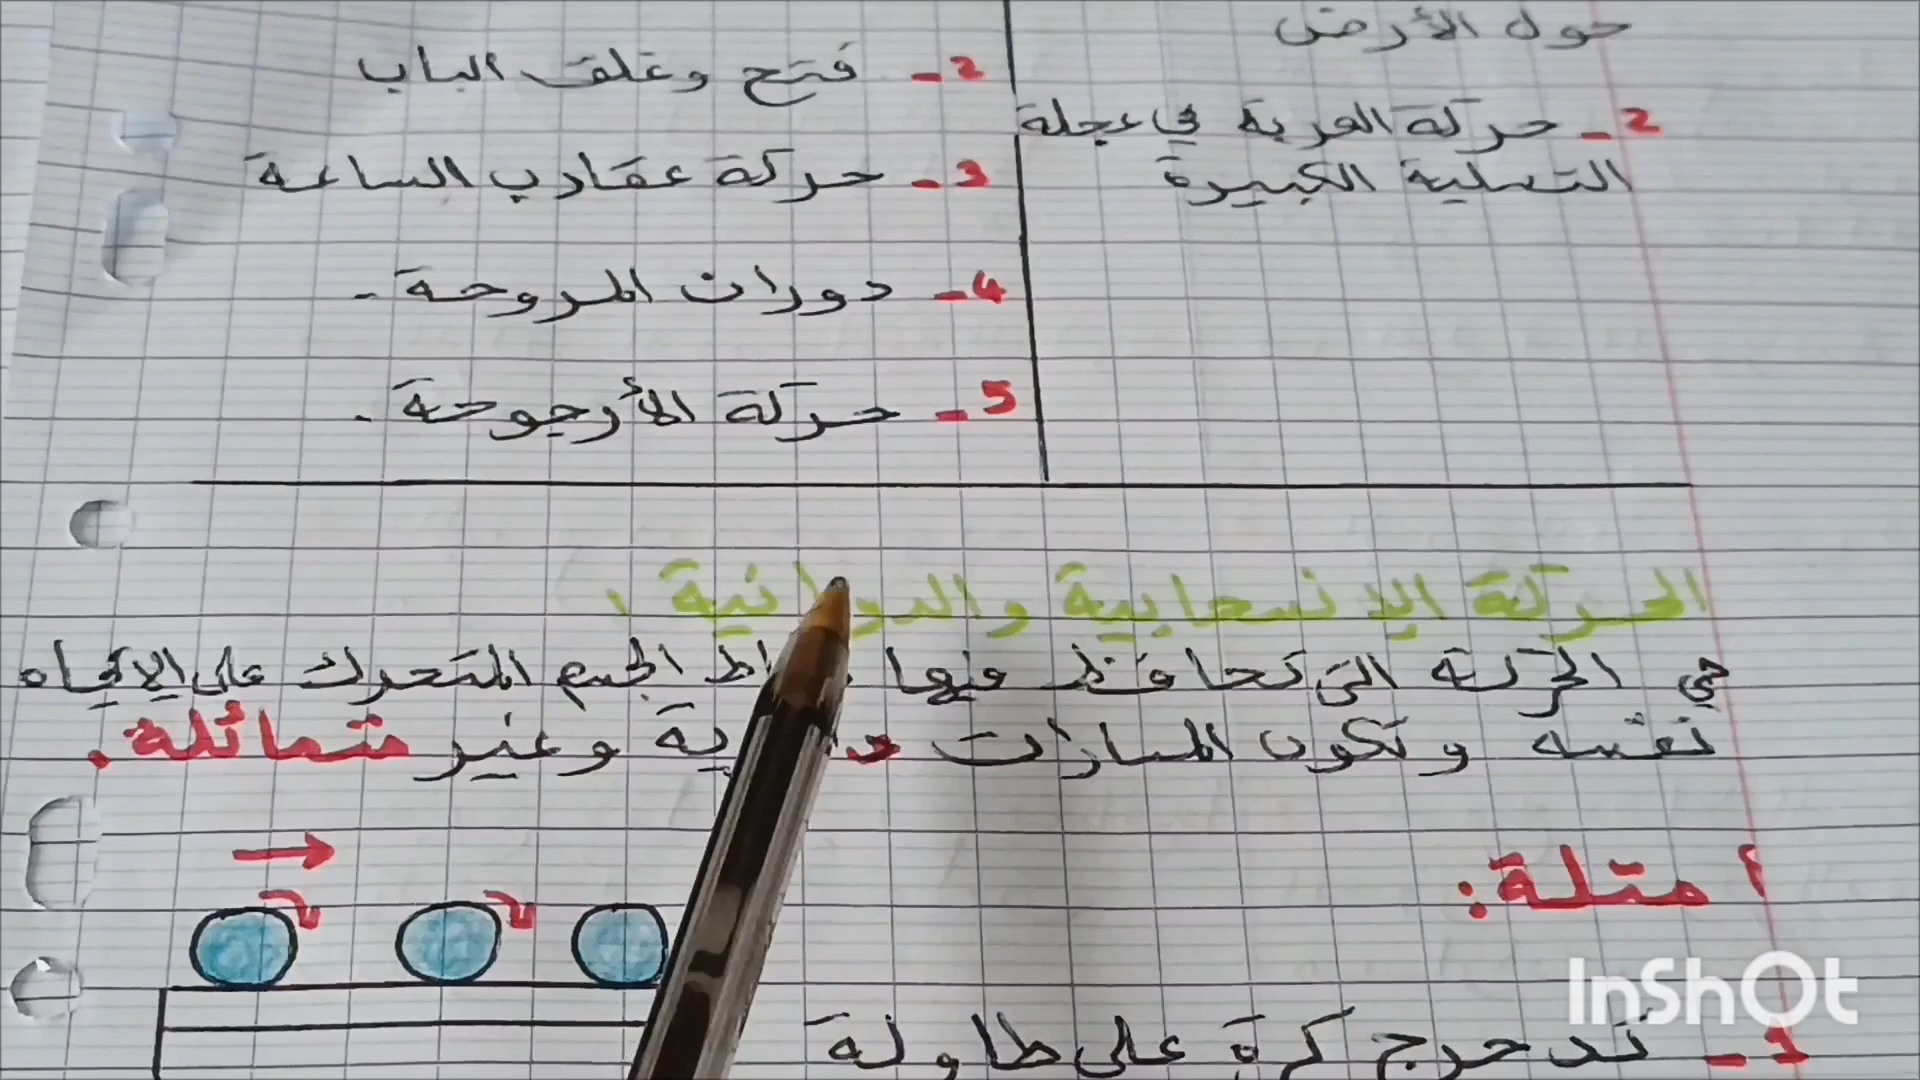 حول الأرض
2- حركة العربة في عجلة
التسلية الكبيرة
2- فتح وغلق الباب
3- حركة عقارب الساعة
4- دوران المروحة.
5- حركة الأرجوحة.
الحركة الإنسحابية والدورانية:
هي الحركة التي تحافظ فيها الجسم المتحرك على الاتجاه
نفسه وتكون المسارات وغير متماثلة.
أمثلة:
1- تدحرج كرة على طاولة
InShOt